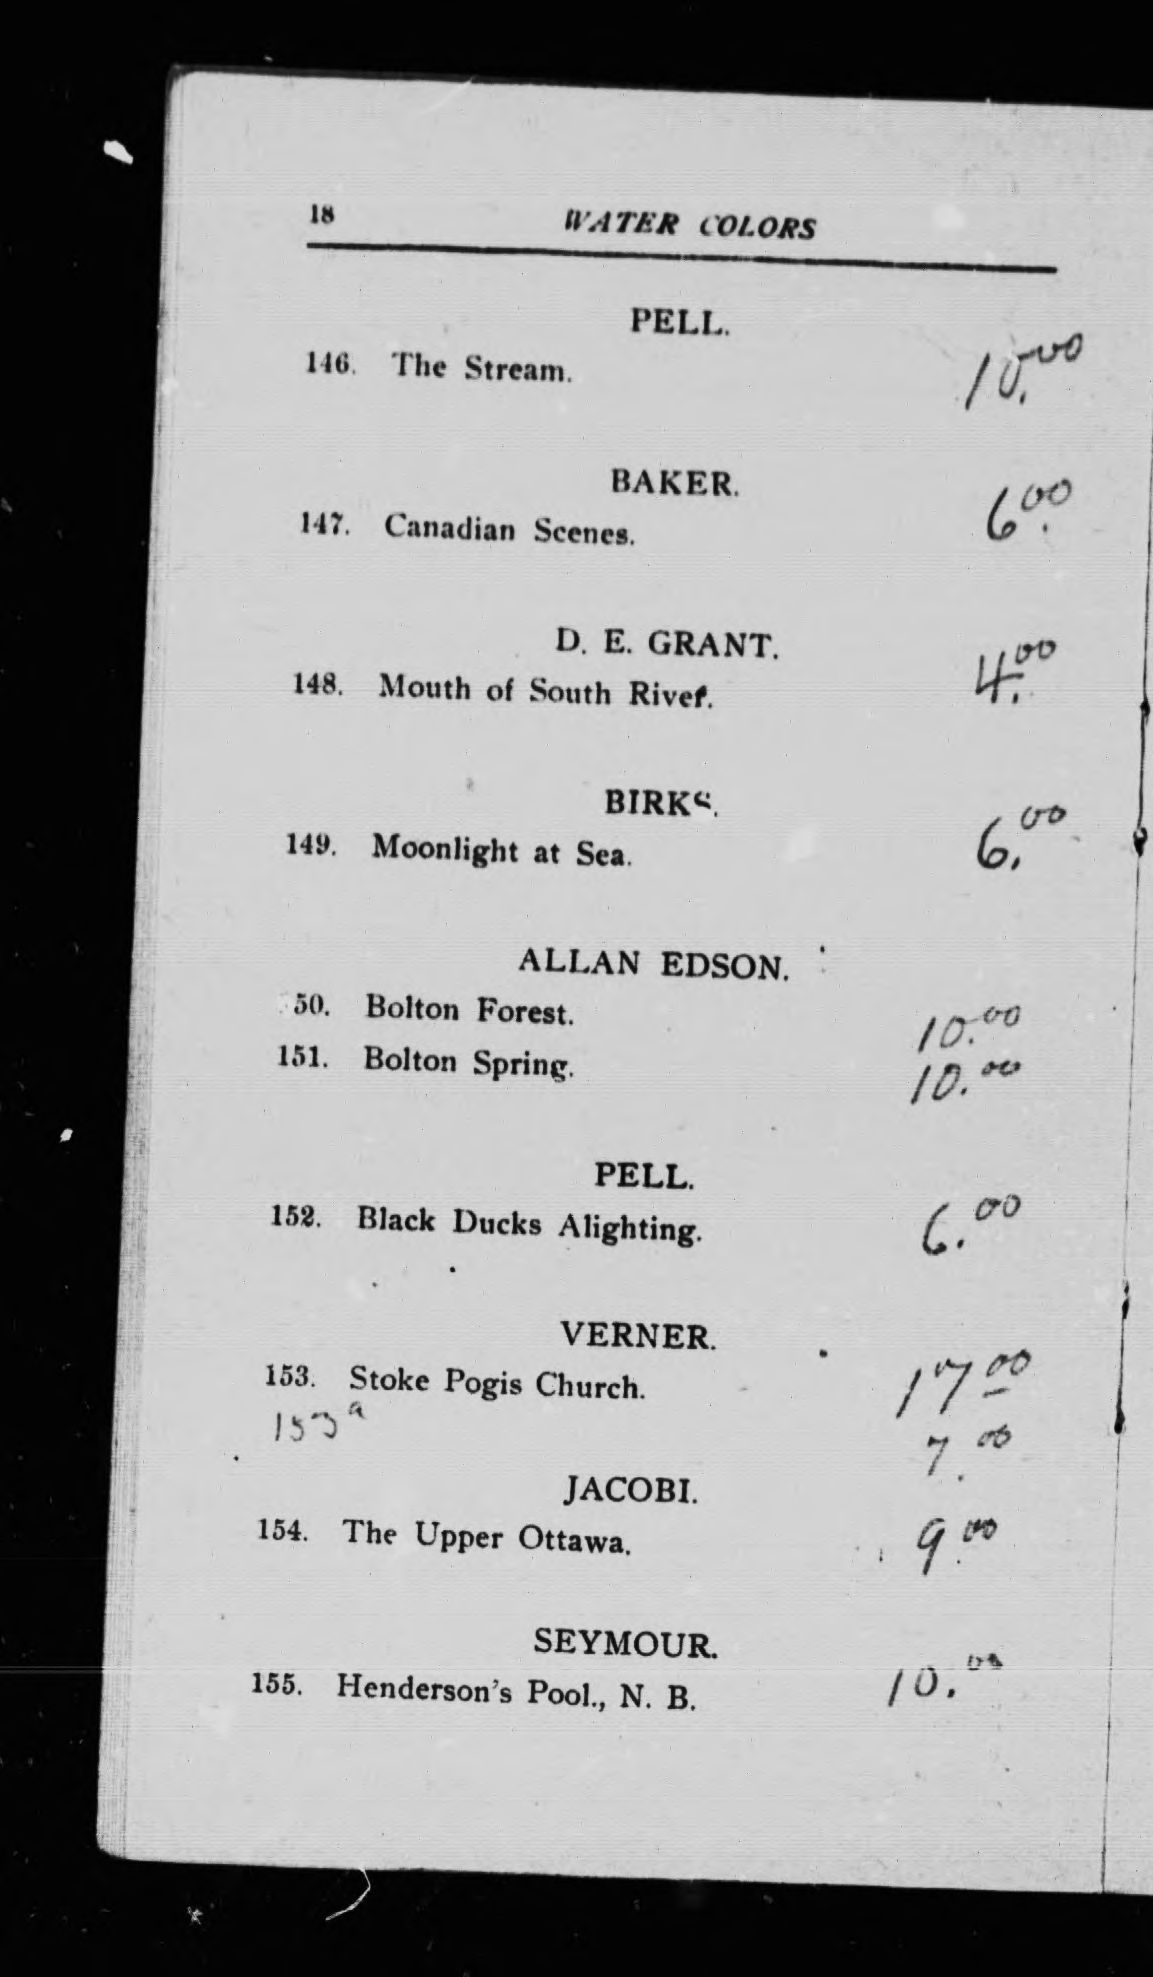 18 WATER COLORS
PELL.
146. The Stream. 10.00
BAKER.
147. Canadian Scenes. 6.00
D. E. GRANT.
148. Mouth of South River. 4.00
BIRKS.
149. Moonlight at Sea. 6.00
ALLAN EDSON.
50. Bolton Forest. 10.00
151. Bolton Spring. 10.00
PELL.
152. Black Ducks Alighting. 6.00
VERNER.
153. Stoke Pogis Church. 17 00
153a 7.00
JACOBI.
154. The Upper Ottawa. 9.00
SEYMOUR.
155. Henderson's Pool., N. B. 10.00